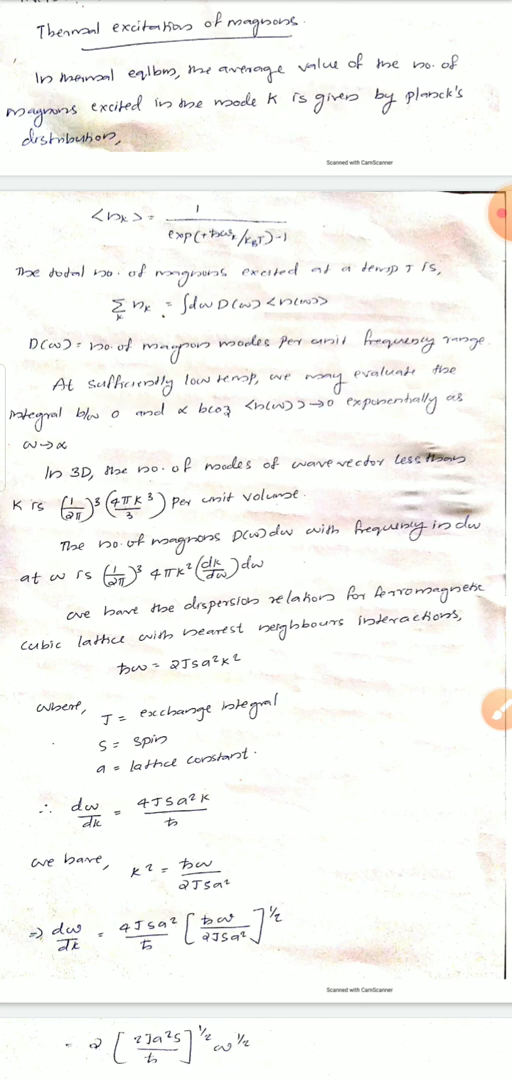 Thermal excitation of magnons.
In thermal eqlbm, the average value of the no. of
magnons excited in the mode K is given by planck's
distribution,
Scanned with CamScanner
<nk> = 1 / exp(+ħωk/kBT)-1
The total no. of magnons excited at a temp T is,
∑k nk = ∫dω D(ω) <n(ω)>
D(ω) = no. of magnon modes per unit frequency range.
At sufficiently low temp, we may evaluate the
integral b/w 0 and ∝ bcoz <n(ω)> → 0 exponentially as
ω → ∝
In 3D, the no. of modes of wavevector less than
K is (1/2π)³ (4πK³/3) per unit volume.
The no. of magnons D(ω)dω with frequency in dω
at ω is (1/2π)³ 4πK² (dk/dω) dω
we have the dispersion relation for ferromagnetic
cubic lattice with nearest neighbours interactions,
ħω = 2JSa²K²
where, J = exchange integral
S = spin
a = lattice constant.
∴ dω/dk = 4JSa²K / ħ
we have, K² = ħω / 2JSa²
⇒ dω/dk = 4JSa²/ħ [ħω/2JSa²]^1/2
Scanned with CamScanner
= 2 [2Ja²S/ħ]^1/2 ω^1/2